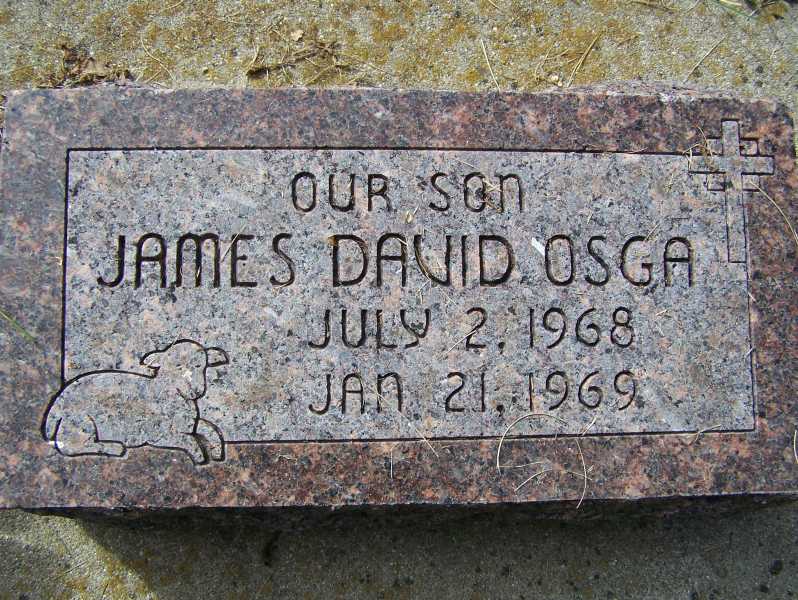 OUR SON
JAMES DAVID OSGA
JULY 2, 1968
JAN 21, 1969